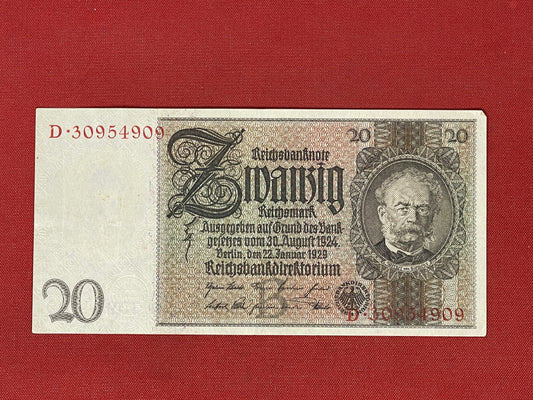 D·30954909
20
20
Reichsbanknote
Zwanzig
Reichsmark
Ausgegeben auf Grund des Bank
gesetzes vom 30. August 1924.
Berlin, den 22. Januar 1929
Reichsbankdirektorium
B
20
D·30954909